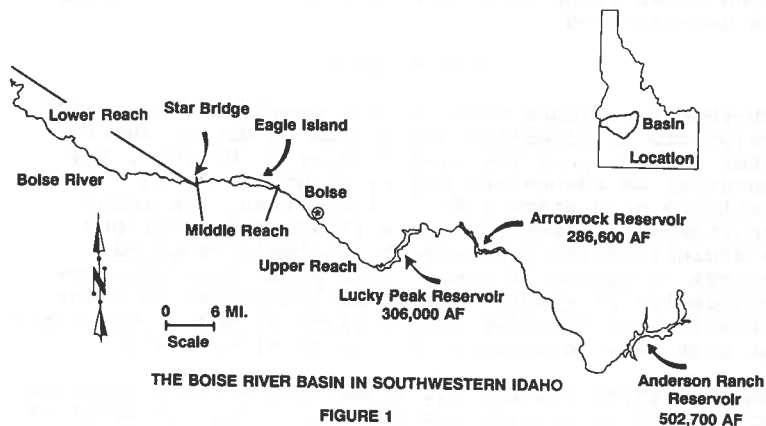 Lower Reach
Star Bridge
Eagle Island
Basin
Location
Boise River
Boise
Middle Reach
Arrowrock Reservoir
286,600 AF
Upper Reach
Lucky Peak Reservoir
306,000 AF
N
0 6 MI.
Scale
Anderson Ranch
Reservoir
502,700 AF
THE BOISE RIVER BASIN IN SOUTHWESTERN IDAHO
FIGURE 1